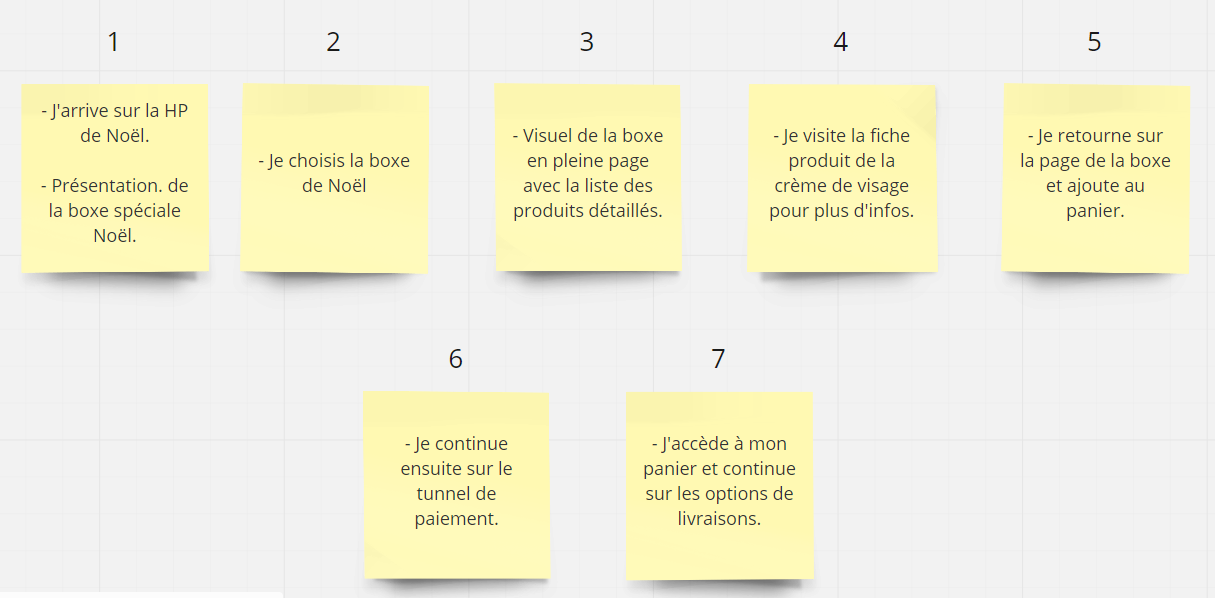 1
2
3
4
5
- J'arrive sur la HP
de Noël.
- Présentation. de
la boxe spéciale
Noël.
- Je choisis la boxe
de Noël
- Visuel de la boxe
en pleine page
avec la liste des
produits détaillés.
- Je visite la fiche
produit de la
crème de visage
pour plus d'infos.
- Je retourne sur
la page de la boxe
et ajoute au
panier.
6
7
- Je continue
ensuite sur le
tunnel de
paiement.
- J'accède à mon
panier et continue
sur les options de
livraisons.